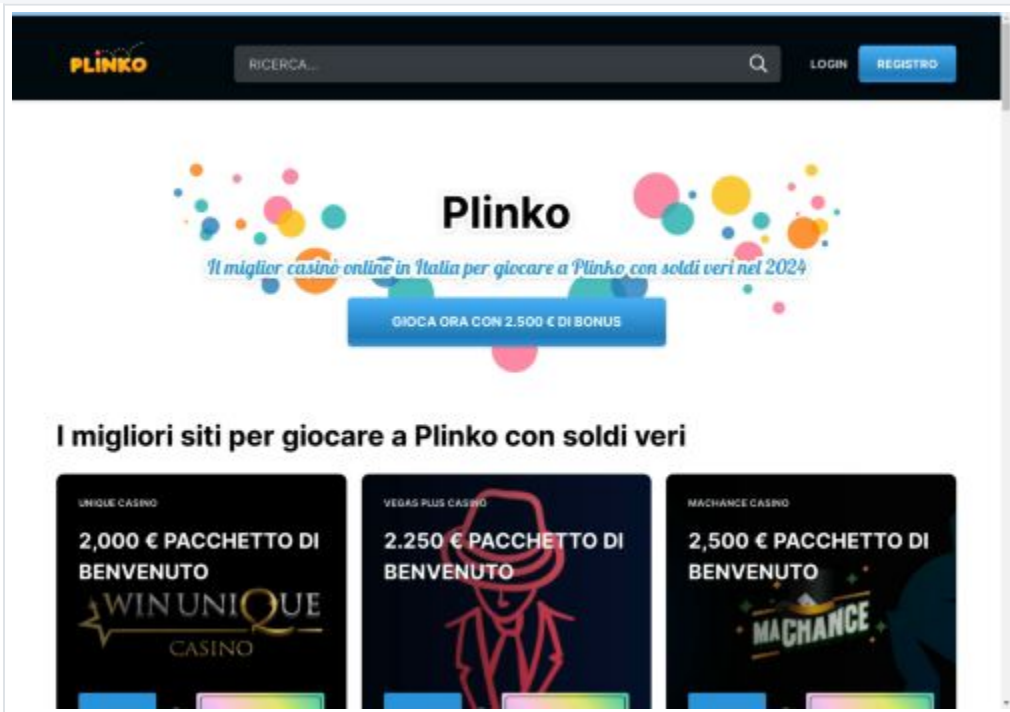 PLINKO
RICERCA...
LOGIN
REGISTRO
Plinko
Il miglior casinò online in Italia per giocare a Plinko con soldi veri nel 2024
GIOCA ORA CON 2.500 € DI BONUS
I migliori siti per giocare a Plinko con soldi veri
UNIQUE CASINO
2,000 € PACCHETTO DI
BENVENUTO
WIN UNIQUE
CASINO
VEGAS PLUS CASINO
2.250 € PACCHETTO DI
BENVENUTO
MACHANCE CASINO
2,500 € PACCHETTO DI
BENVENUTO
MACHANCE